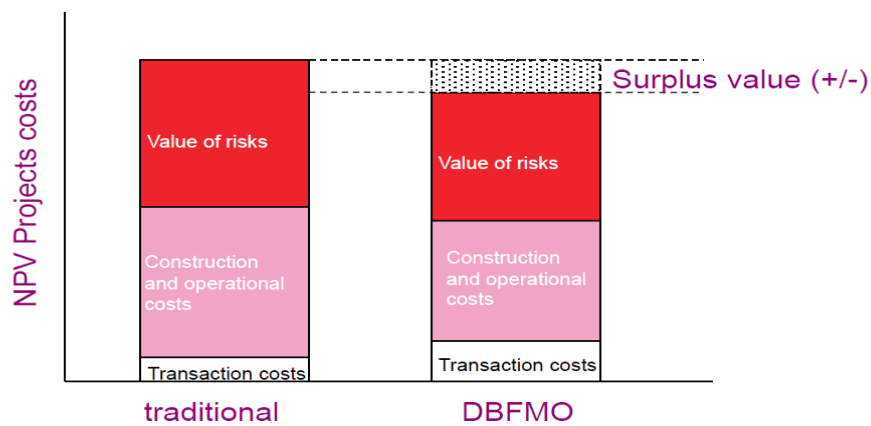 NPV Projects costs
Value of risks
Construction
and operational
costs
Transaction costs
traditional
Value of risks
Construction
and operational
costs
Transaction costs
DBFMO
Surplus value (+/-)